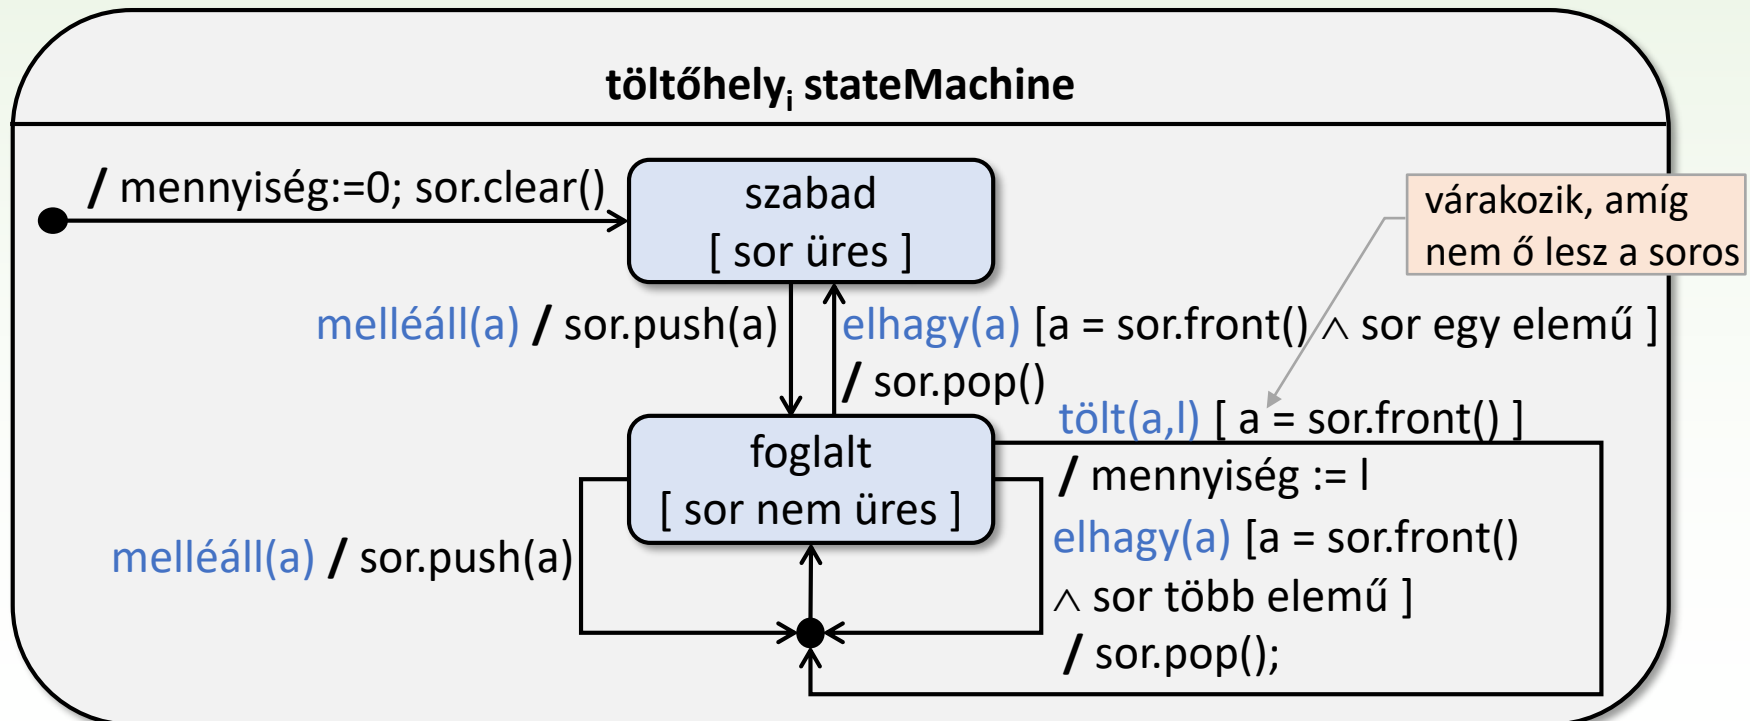 töltőhelyᵢ stateMachine
/ mennyiség:=0; sor.clear()
szabad
[ sor üres ]
várakozik, amíg
nem ő lesz a soros
melléáll(a) / sor.push(a)
elhagy(a) [a = sor.front() ∧ sor egy elemű ]
/ sor.pop()
tölt(a,l) [ a = sor.front() ]
/ mennyiség := l
foglalt
[ sor nem üres ]
melléáll(a) / sor.push(a)
elhagy(a) [a = sor.front()
∧ sor több elemű ]
/ sor.pop();